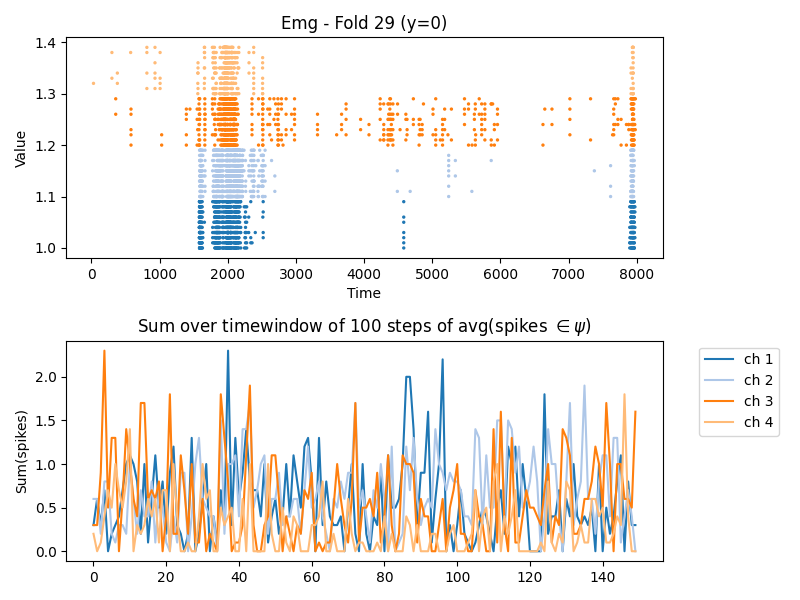 Emg - Fold 29 (y=0)
1.4
1.3
1.2
1.1
1.0
Value
0 1000 2000 3000 4000 5000 6000 7000 8000
Time
Sum over timewindow of 100 steps of avg(spikes ∈ ψ)
2.0
1.5
1.0
0.5
0.0
Sum(spikes)
0 20 40 60 80 100 120 140
ch 1
ch 2
ch 3
ch 4